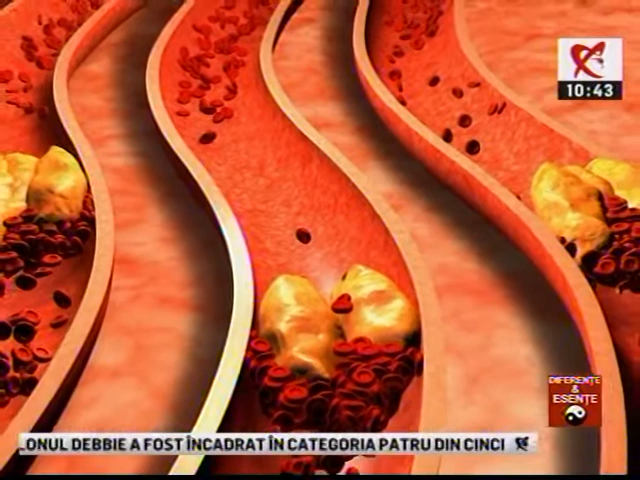 10:43
DIFERENȚE
&
ESENȚE
ONUL DEBBIE A FOST ÎNCADRAT ÎN CATEGORIA PATRU DIN CINCI